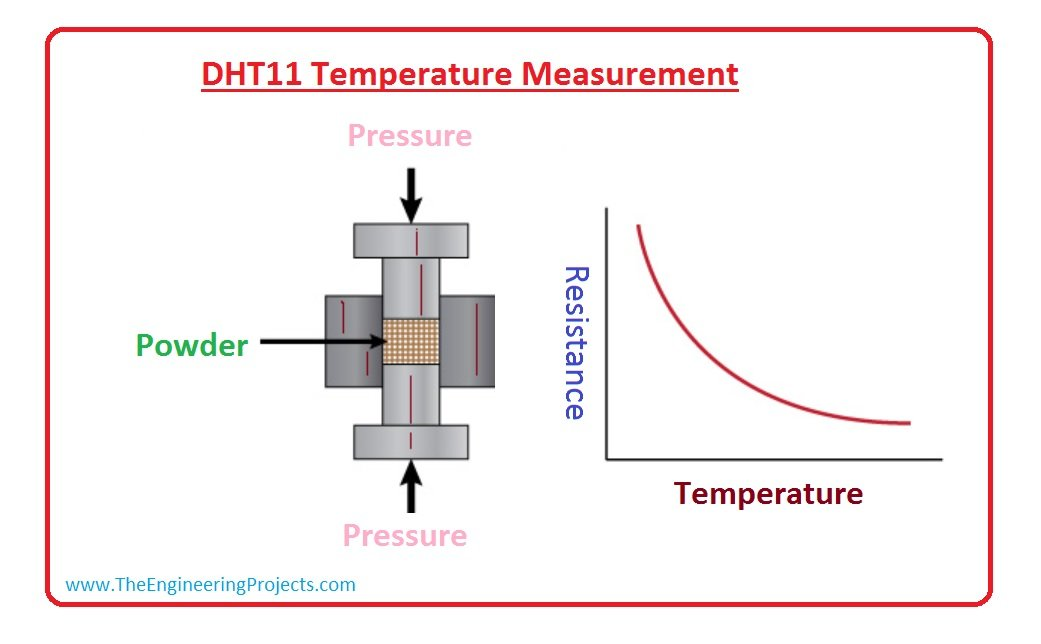 DHT11 Temperature Measurement
Pressure
Powder
Pressure
Resistance
Temperature
www.TheEngineeringProjects.com